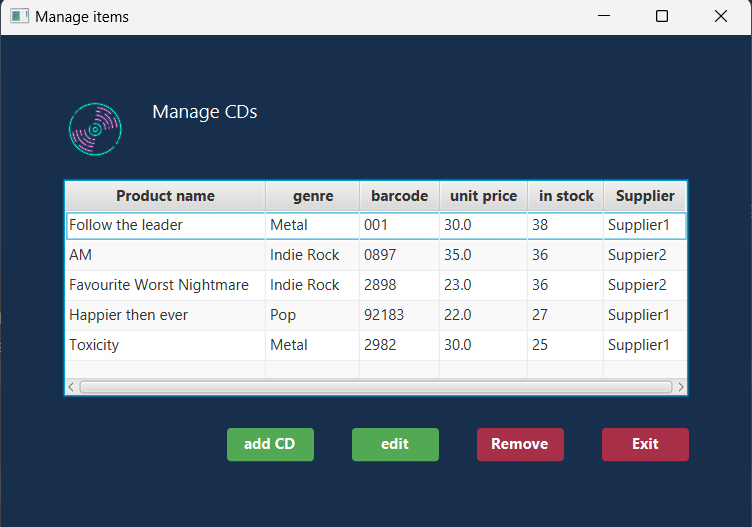 Manage items
Manage CDs
Product name genre barcode unit price in stock Supplier
Follow the leader Metal 001 30.0 38 Supplier1
AM Indie Rock 0897 35.0 36 Suppier2
Favourite Worst Nightmare Indie Rock 2898 23.0 36 Suppier2
Happier then ever Pop 92183 22.0 27 Supplier1
Toxicity Metal 2982 30.0 25 Supplier1
add CD edit Remove Exit